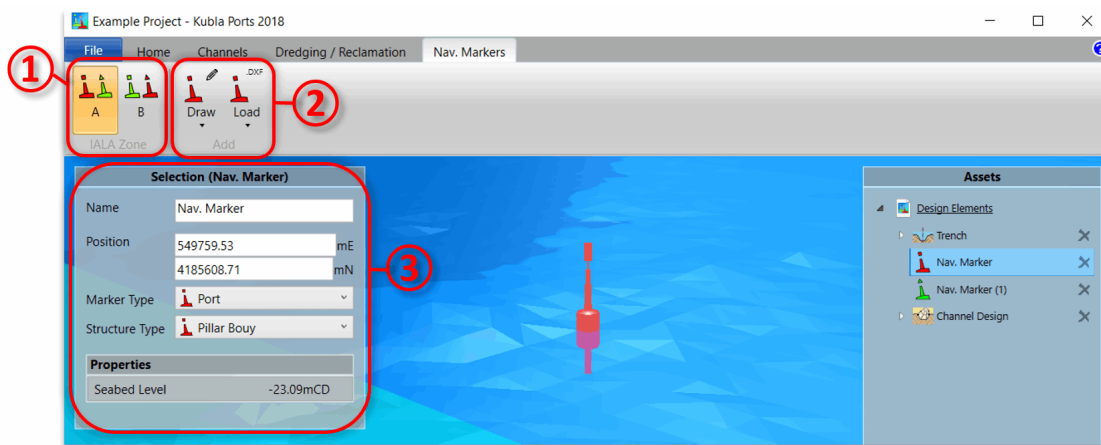 Example Project - Kubla Ports 2018
File Home Channels Dredging / Reclamation Nav. Markers
?
1
A B
IALA Zone
.DXF
Draw Load
Add
2
Selection (Nav. Marker)
Name Nav. Marker
Position 549759.53 mE
4185608.71 mN
Marker Type Port
Structure Type Pillar Bouy
Properties
Seabed Level -23.09mCD
3
Assets
Design Elements
Trench
Nav. Marker
Nav. Marker (1)
Channel Design